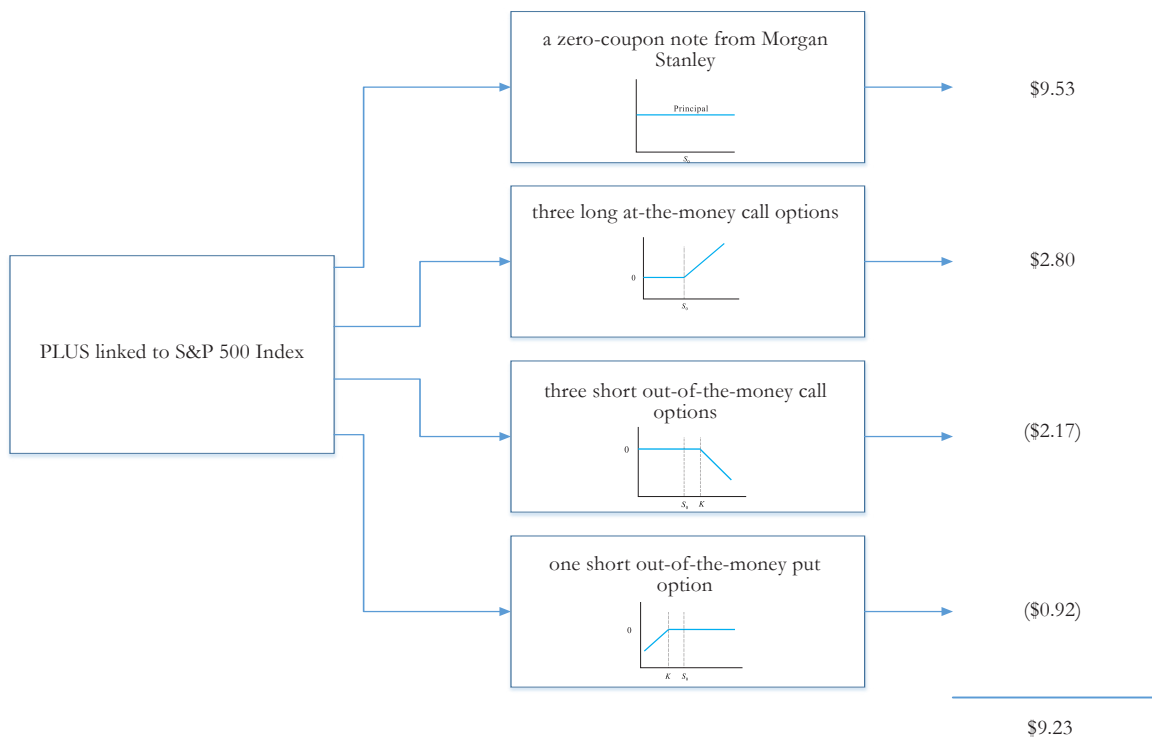 a zero-coupon note from Morgan
Stanley
Principal
S₀
$9.53
three long at-the-money call options
0
S₀
$2.80
PLUS linked to S&P 500 Index
three short out-of-the-money call
options
0
S₀ K
($2.17)
one short out-of-the-money put
option
0
K S₀
($0.92)
$9.23